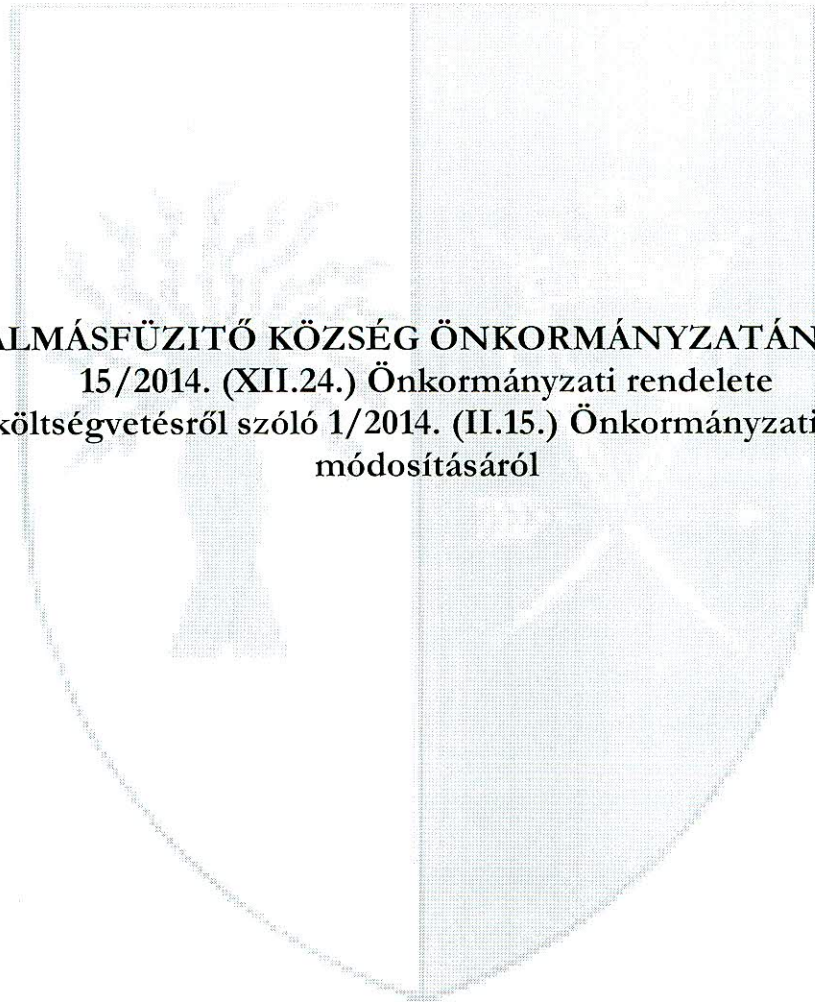 ALMÁSFÜZITŐ KÖZSÉG ÖNKORMÁNYZATÁN
15/2014. (XII.24.) Önkormányzati rendelete
költségvetésről szóló 1/2014. (II.15.) Önkormányzati
módosításáról